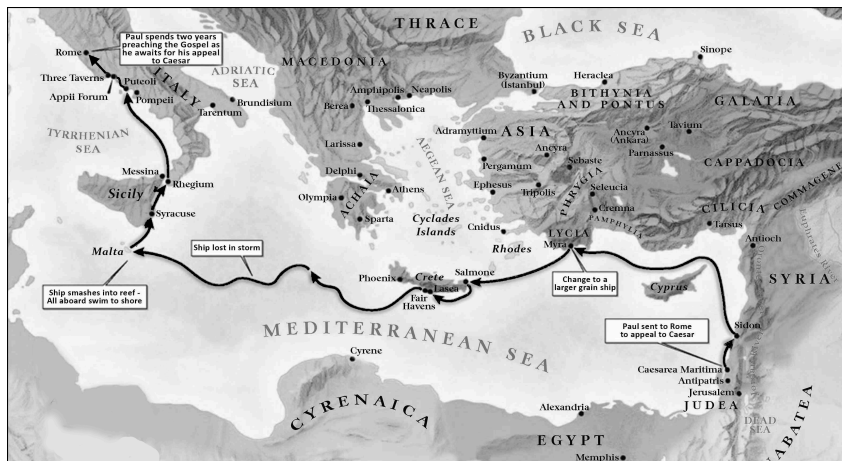 THRACE
BLACK SEA
Paul spends two years
preaching the Gospel as
he awaits for his appeal
to Caesar
Rome
Three Taverns
Appii Forum
Puteoli
Pompeii
ITALY
ADRIATIC
SEA
Brundisium
Tarentum
MACEDONIA
Amphipolis
Neapolis
Berea
Thessalonica
Byzantium
(Istanbul)
Heraclea
Sinope
BITHYNIA
AND PONTUS
GALATIA
TYRRHENIAN
SEA
Larissa
AEGEAN SEA
Adramyttium
ASIA
Ancyra
(Ankara)
Tavium
Parnassus
Ancyra
Pergamum
Sebaste
CAPPADOCIA
COMMAGENE
Messina
Rhegium
Sicily
Syracuse
Delphi
ACHAIA
Athens
Olympia
Sparta
Ephesus
Tripolis
PHRYGIA
Seleucia
Cremna
PAMPHYLIA
CILICIA
Tarsus
Euphrates River
Cyclades
Islands
Cnidus
Rhodes
LYCIA
Myra
Antioch
SYRIA
Malta
Ship lost in storm
Ship smashes into reef -
All aboard swim to shore
Phoenix
Crete
Lasea
Fair
Havens
Salmone
Change to a
larger grain ship
Cyprus
Sidon
Paul sent to Rome
to appeal to Caesar
MEDITERRANEAN SEA
Caesarea Maritima
Antipatris
Jerusalem
JUDEA
DEAD
SEA
Cyrene
CYRENAICA
Alexandria
EGYPT
Memphis
NABATEA